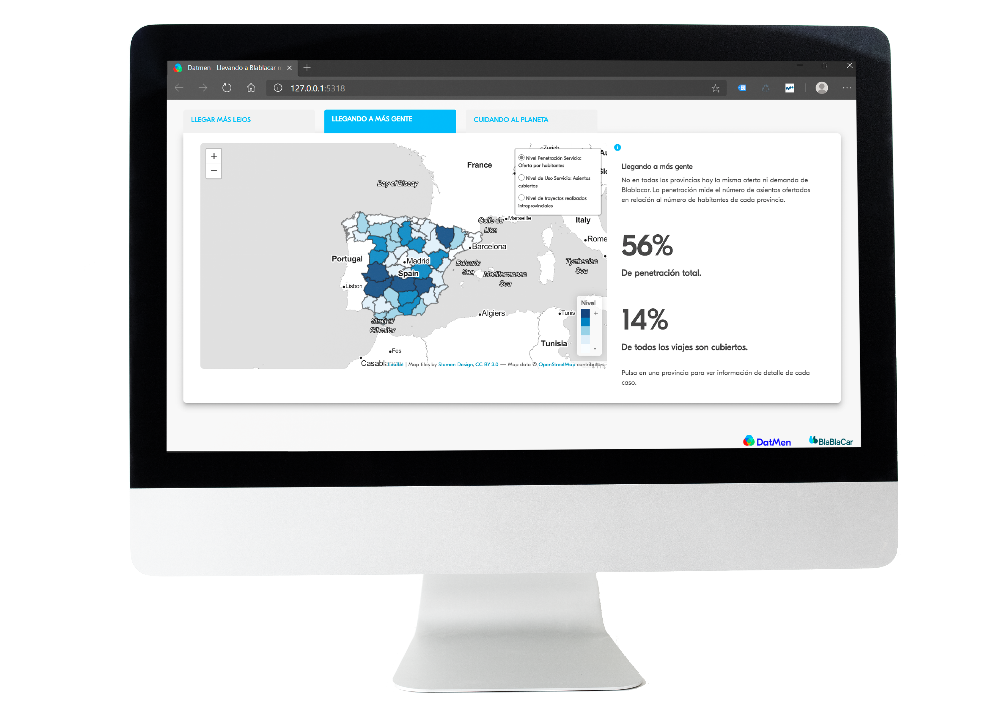 Datmen - Llevando a Blablacar m
127.0.0.1:5318
LLEGAR MÁS LEJOS
LLEGANDO A MÁS GENTE
CUIDANDO AL PLANETA
+
−
Zurich
France
Bay of Biscay
Nivel Penetración Servicio:
Oferta por habitantes
Nivel de Uso Servicio: Asientos
cubiertos
Nivel de trayectos realizados
intraprovinciales
Golfe du
Lion
Marseille
Italy
Rome
Barcelona
Portugal
Madrid
Balearic
Sea
Tyrrhenian
Sea
Spain
Mediterranean
Sea
Lisbon
Nivel
+
-
Algiers
Tunis
Strait of
Gibraltar
Tunisia
Fes
Leaflet | Map tiles by Stamen Design, CC BY 3.0 — Map data © OpenStreetMap contributors
Llegando a más gente
No en todas las provincias hay la misma oferta ni demanda de
Blablacar. La penetración mide el número de asientos ofertados
en relación al número de habitantes de cada provincia.
56%
De penetración total.
14%
De todos los viajes son cubiertos.
Pulsa en una provincia para ver información de detalle de cada
caso.
DatMen
BlaBlaCar